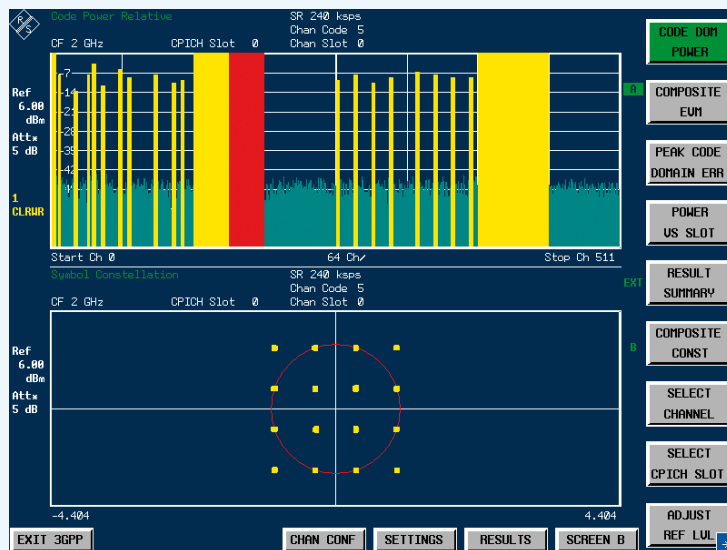 R
S
Code Power Relative SR 240 ksps
Chan Code 5
CF 2 GHz CPICH Slot 0 Chan Slot 0
CODE DOM
POWER
-7
Ref
6.00
dBm
-14
A
COMPOSITE
EVM
-21
-28
Att*
5 dB
-35
PEAK CODE
DOMAIN ERR
-42
1
CLRWR
POWER
VS SLOT
Start Ch 0 64 Ch/ Stop Ch 511
Symbol Constellation SR 240 ksps
Chan Code 5
CF 2 GHz CPICH Slot 0 Chan Slot 0
EXT
RESULT
SUMMARY
Ref
6.00
dBm
Att*
5 dB
B
COMPOSITE
CONST
SELECT
CHANNEL
SELECT
CPICH SLOT
-4.404 4.404
ADJUST
REF LVL
EXIT 3GPP CHAN CONF SETTINGS RESULTS SCREEN B